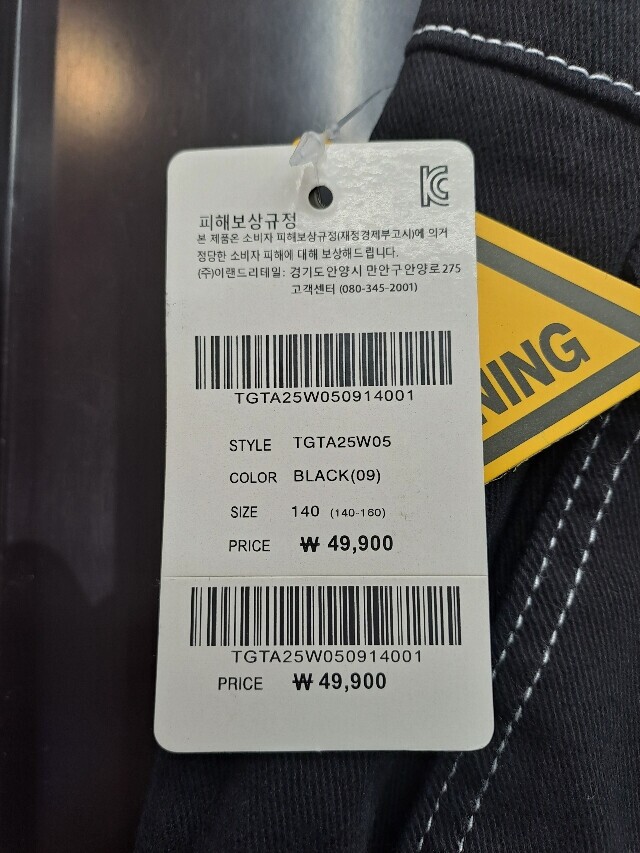 KC
피해보상규정
본 제품은 소비자 피해보상규정(재정경제부고시)에 의거
정당한 소비자 피해에 대해 보상해드립니다.
(주)이랜드리테일: 경기도안양시 만안구안양로275
고객센터 (080-345-2001)
TGTA25W050914001
STYLE TGTA25W05
COLOR BLACK(09)
SIZE 140 (140-160)
PRICE ₩ 49,900
TGTA25W050914001
PRICE ₩ 49,900
NING